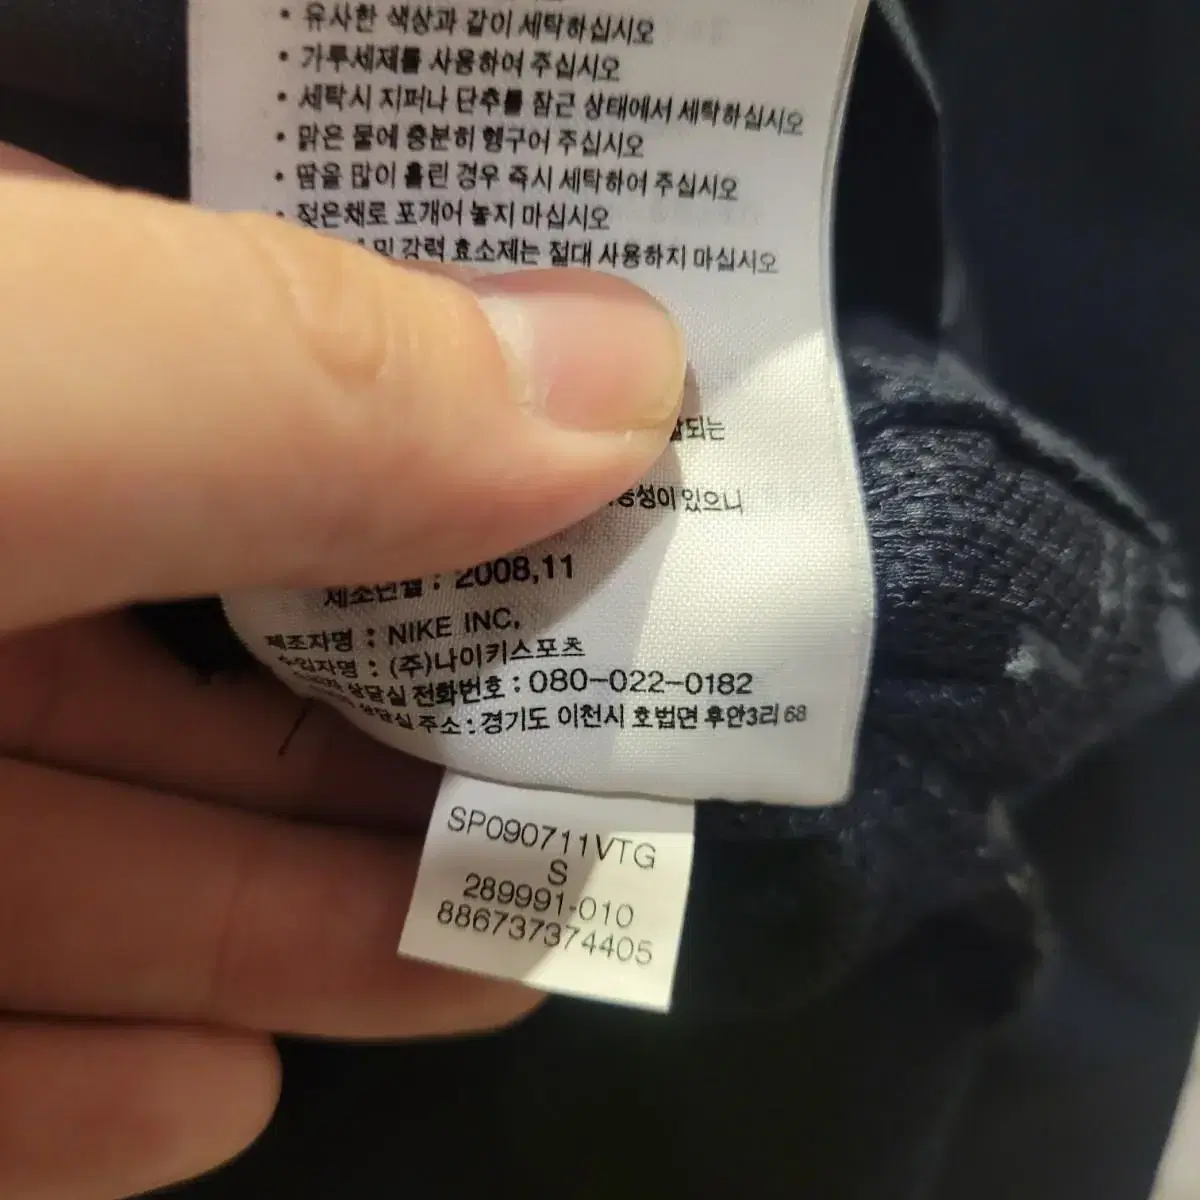 • 유사한 색상과 같이 세탁하십시오
• 가루세제를 사용하여 주십시오
• 세탁시 지퍼나 단추를 잠근 상태에서 세탁하십시오
• 맑은 물에 충분히 헹구어 주십시오
• 땀을 많이 흘린 경우 즉시 세탁하여 주십시오
• 젖은채로 포개어 놓지 마십시오
및 강력 효소제는 절대 사용하지 마십시오
되는
성이 있으니
제조년월 : 2008.11
제조자명 : NIKE INC.
수입자명 : (주)나이키스포츠
상담실 전화번호 : 080-022-0182
상담실 주소 : 경기도 이천시 호법면 후안3리 68
SP090711VTG
S
289991-010
886737374405